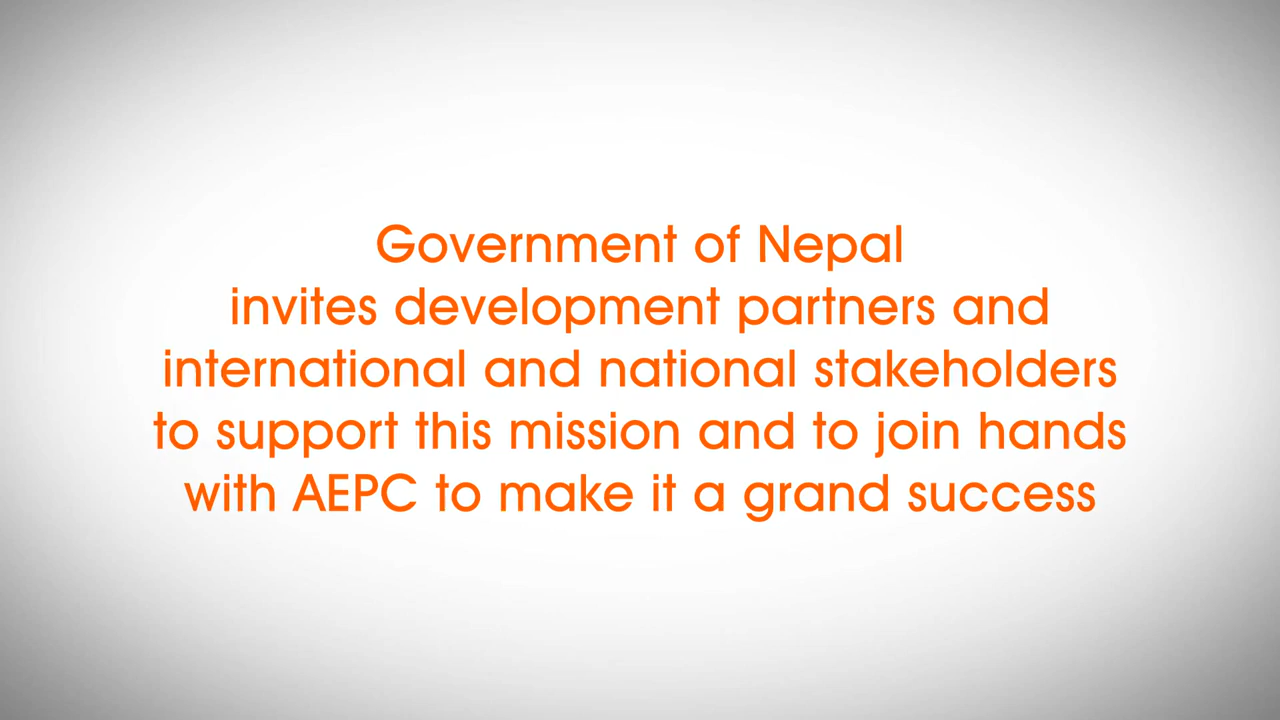 Government of Nepal
invites development partners and
international and national stakeholders
to support this mission and to join hands
with AEPC to make it a grand success